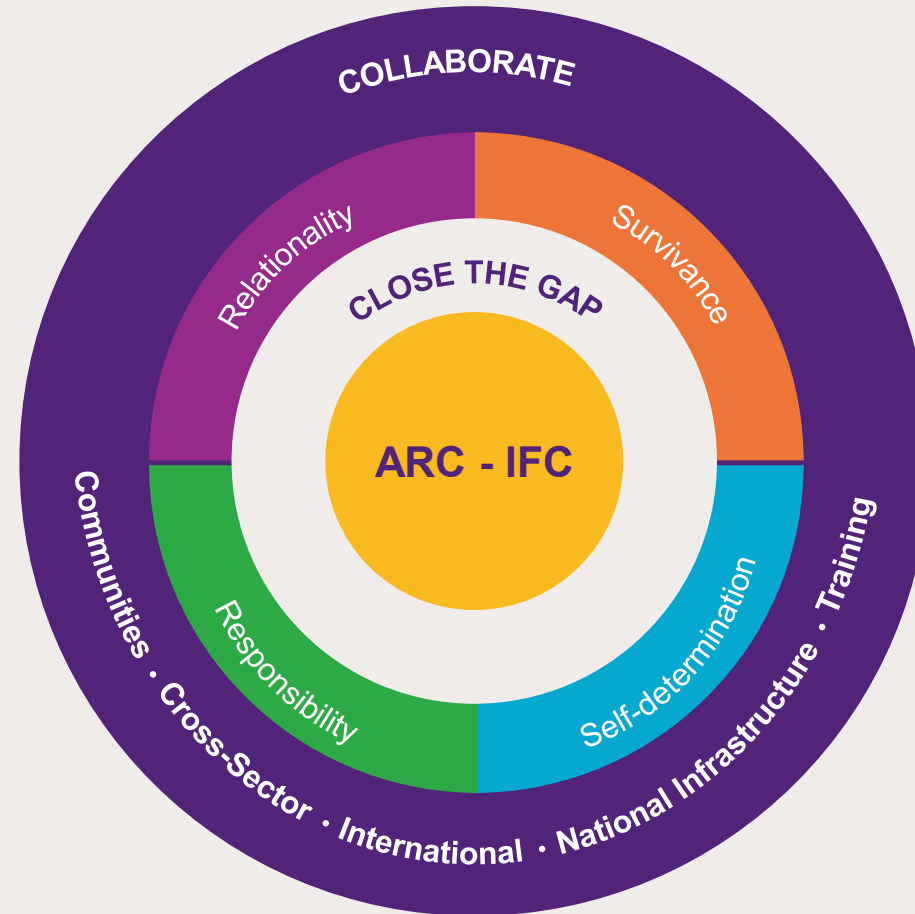 COLLABORATE
Relationality
Survivance
CLOSE THE GAP
ARC - IFC
Responsibility
Self-determination
Communities · Cross-Sector · International · National Infrastructure · Training